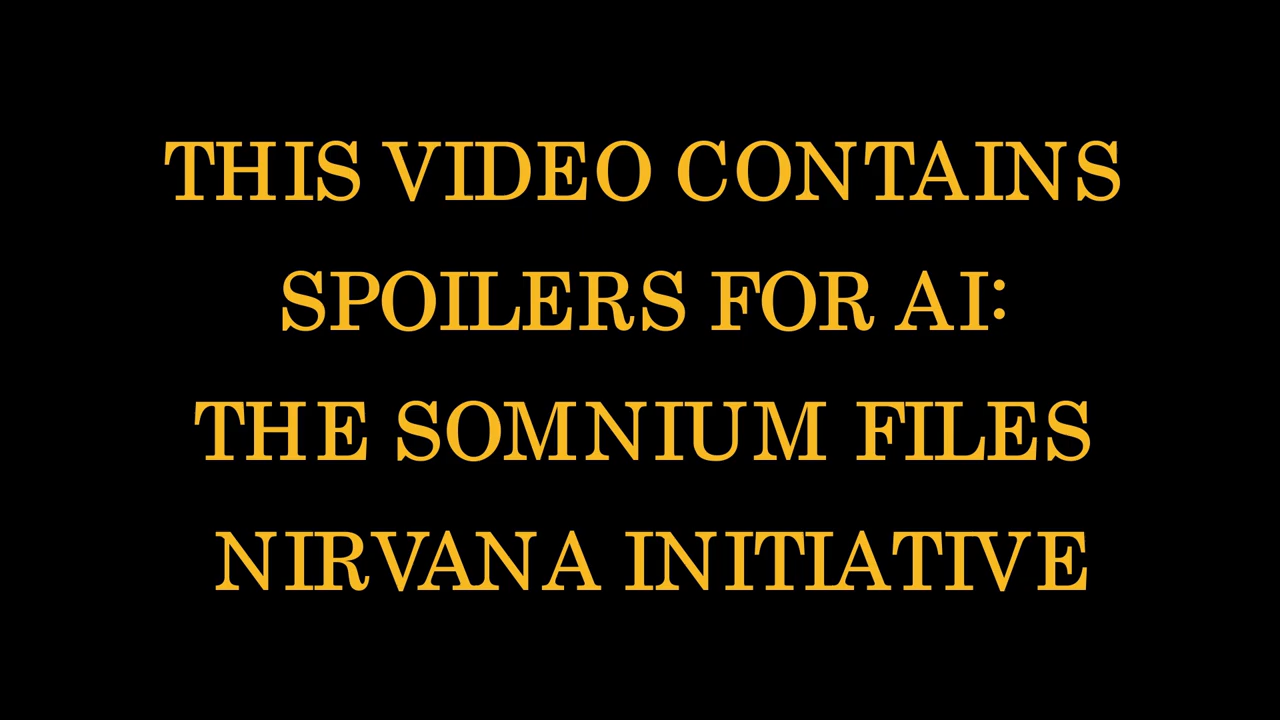 THIS VIDEO CONTAINS
SPOILERS FOR AI:
THE SOMNIUM FILES
NIRVANA INITIATIVE